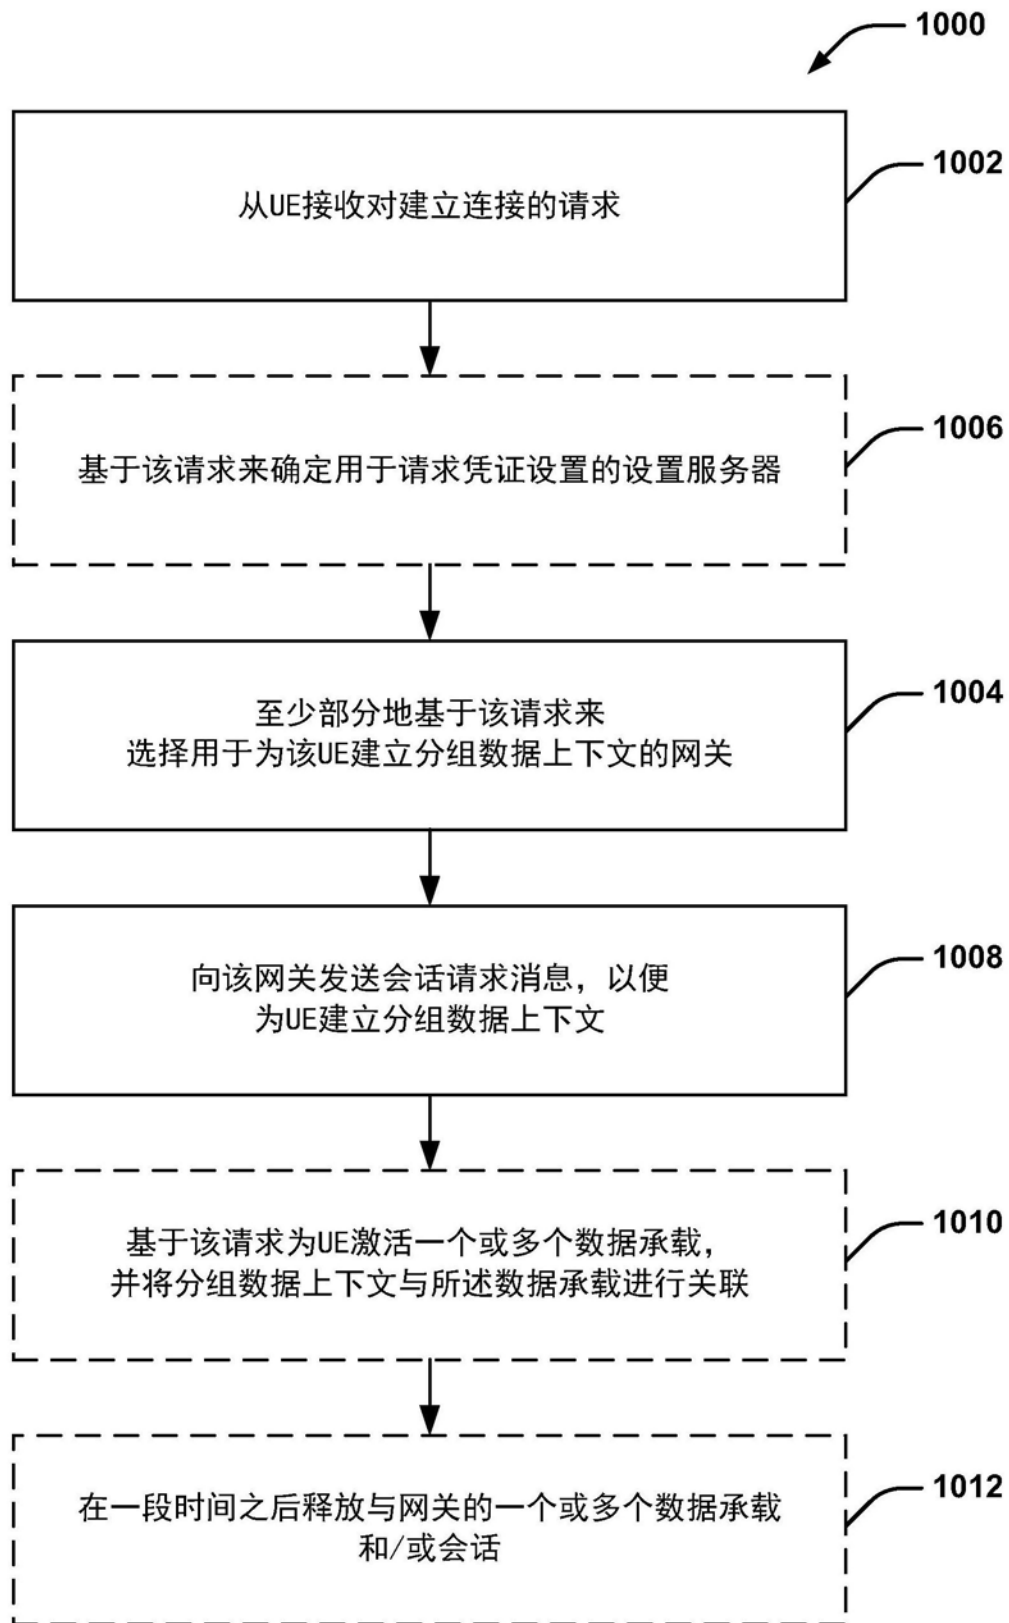 1000
1002
从UE接收对建立连接的请求
1006
基于该请求来确定用于请求凭证设置的设置服务器
1004
至少部分地基于该请求来
选择用于为该UE建立分组数据上下文的网关
1008
向该网关发送会话请求消息，以便
为UE建立分组数据上下文
1010
基于该请求为UE激活一个或多个数据承载，
并将分组数据上下文与所述数据承载进行关联
1012
在一段时间之后释放与网关的一个或多个数据承载
和/或会话